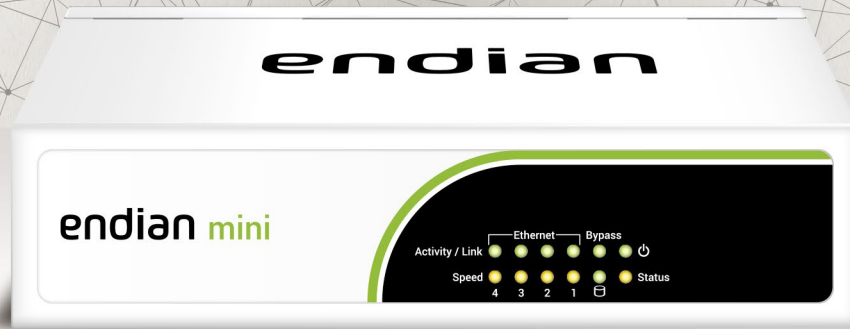 endian
endian mini
Ethernet Bypass
Activity / Link
Speed Status
4 3 2 1